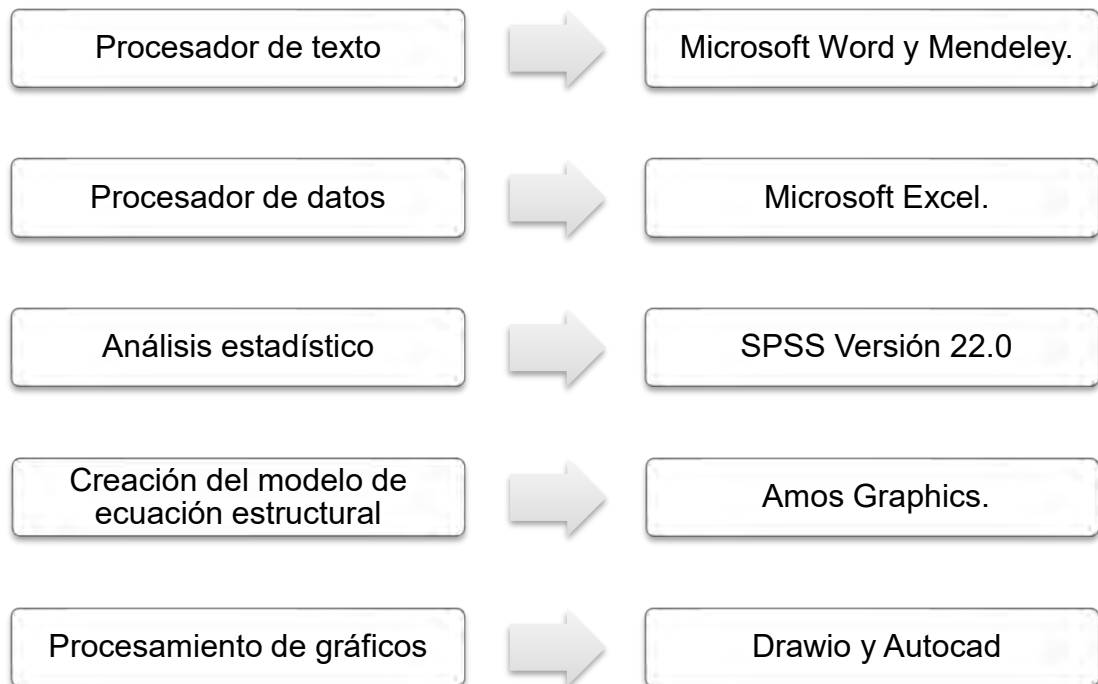 Procesador de texto
Microsoft Word y Mendeley.
Procesador de datos
Microsoft Excel.
Análisis estadístico
SPSS Versión 22.0
Creación del modelo de
ecuación estructural
Amos Graphics.
Procesamiento de gráficos
Drawio y Autocad